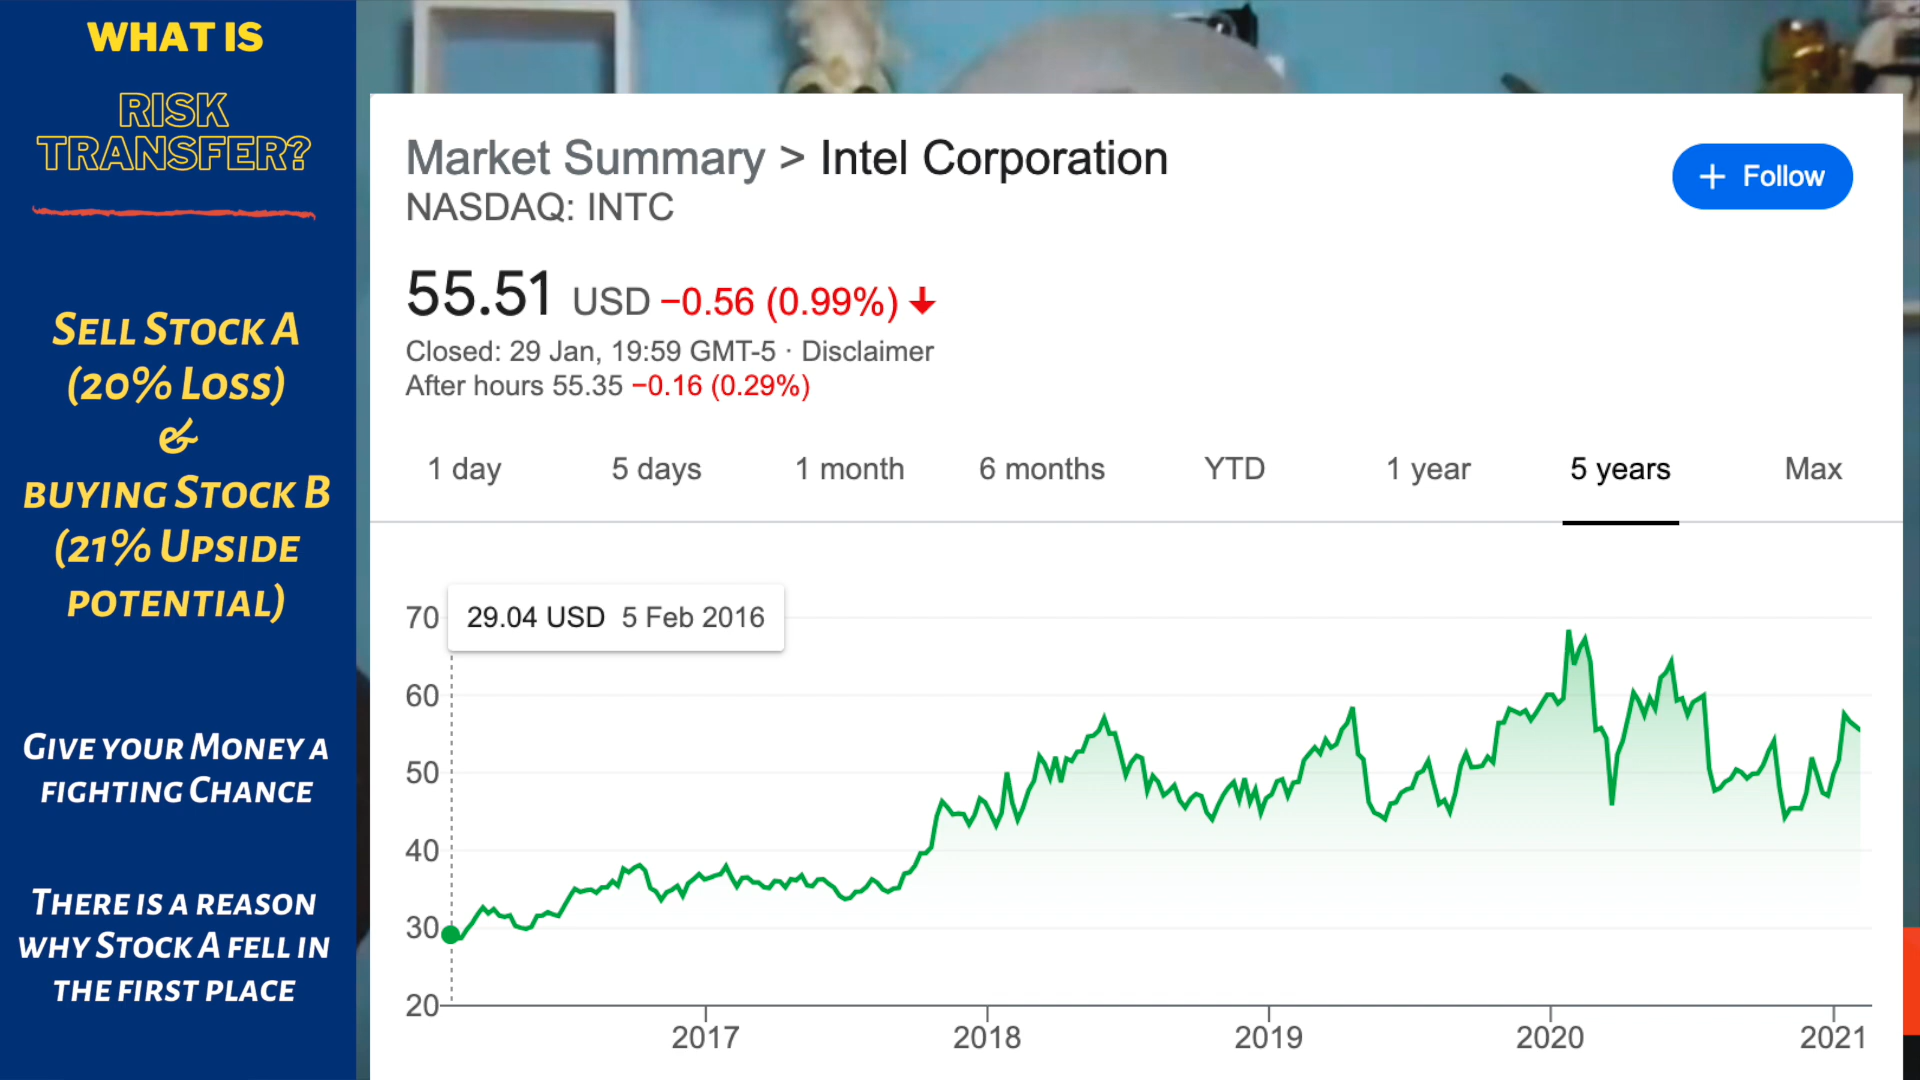 WHAT IS
RISK
TRANSFER?
SELL STOCK A
(20% LOSS)
&
BUYING STOCK B
(21% UPSIDE
POTENTIAL)
GIVE YOUR MONEY A
FIGHTING CHANCE
THERE IS A REASON
WHY STOCK A FELL IN
THE FIRST PLACE
Market Summary > Intel Corporation
NASDAQ: INTC
+ Follow
55.51 USD −0.56 (0.99%) ↓
Closed: 29 Jan, 19:59 GMT-5 · Disclaimer
After hours 55.35 −0.16 (0.29%)
1 day 5 days 1 month 6 months YTD 1 year 5 years Max
29.04 USD 5 Feb 2016
70
60
50
40
30
20
2017 2018 2019 2020 2021